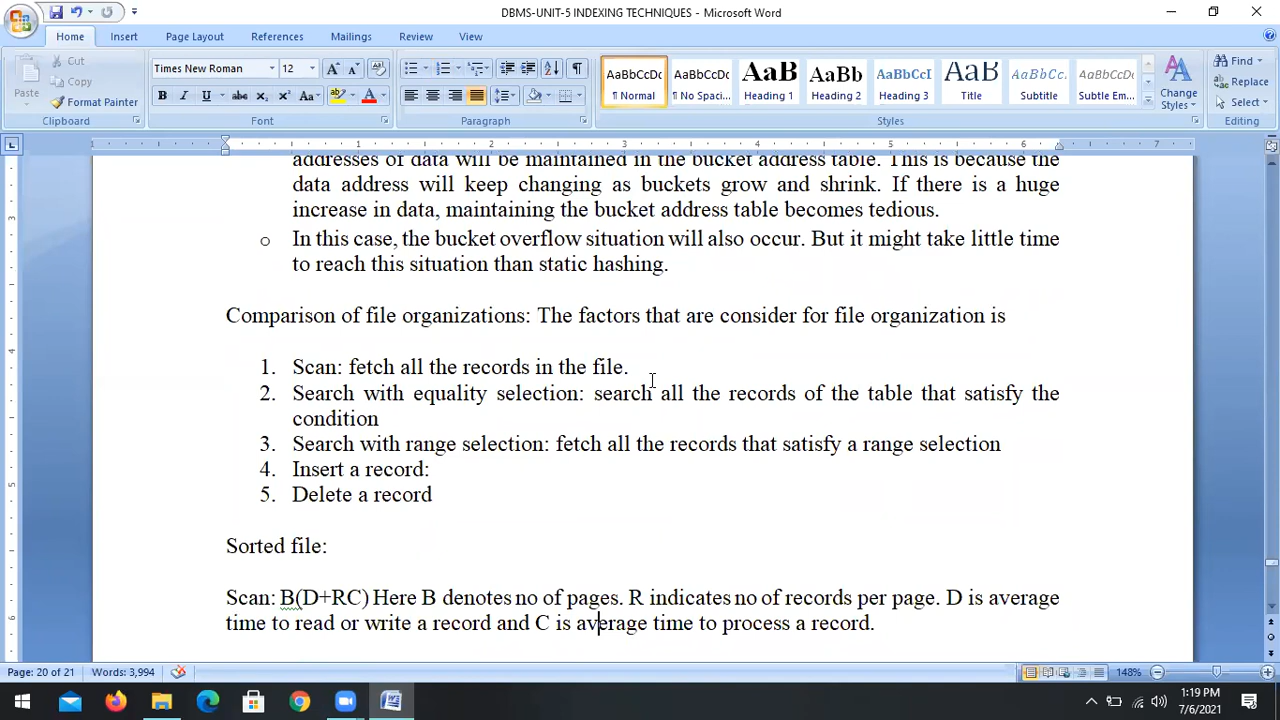 DBMS-UNIT-5 INDEXING TECHNIQUES - Microsoft Word
Home Insert Page Layout References Mailings Review View
Cut
Copy
Paste
Format Painter
Clipboard
Times New Roman 12
Font
Paragraph
AaBbCcDc AaBbCcDc AaB AaBbCc AaBbCcI AaB AaBbCcI AaBbCcDc
¶ Normal ¶ No Spaci... Heading 1 Heading 2 Heading 3 Title Subtitle Subtle Em...
Change Styles
Styles
Find
Replace
Select
Editing
1 1 2 3 4 5 6 7
addresses of data will be maintained in the bucket address table. This is because the
data address will keep changing as buckets grow and shrink. If there is a huge
increase in data, maintaining the bucket address table becomes tedious.
o In this case, the bucket overflow situation will also occur. But it might take little time
to reach this situation than static hashing.
Comparison of file organizations: The factors that are consider for file organization is
1. Scan: fetch all the records in the file.
2. Search with equality selection: search all the records of the table that satisfy the
condition
3. Search with range selection: fetch all the records that satisfy a range selection
4. Insert a record:
5. Delete a record
Sorted file:
Scan: B(D+RC) Here B denotes no of pages. R indicates no of records per page. D is average
time to read or write a record and C is average time to process a record.
Page: 20 of 21 Words: 3,994 148%
1:19 PM
7/6/2021